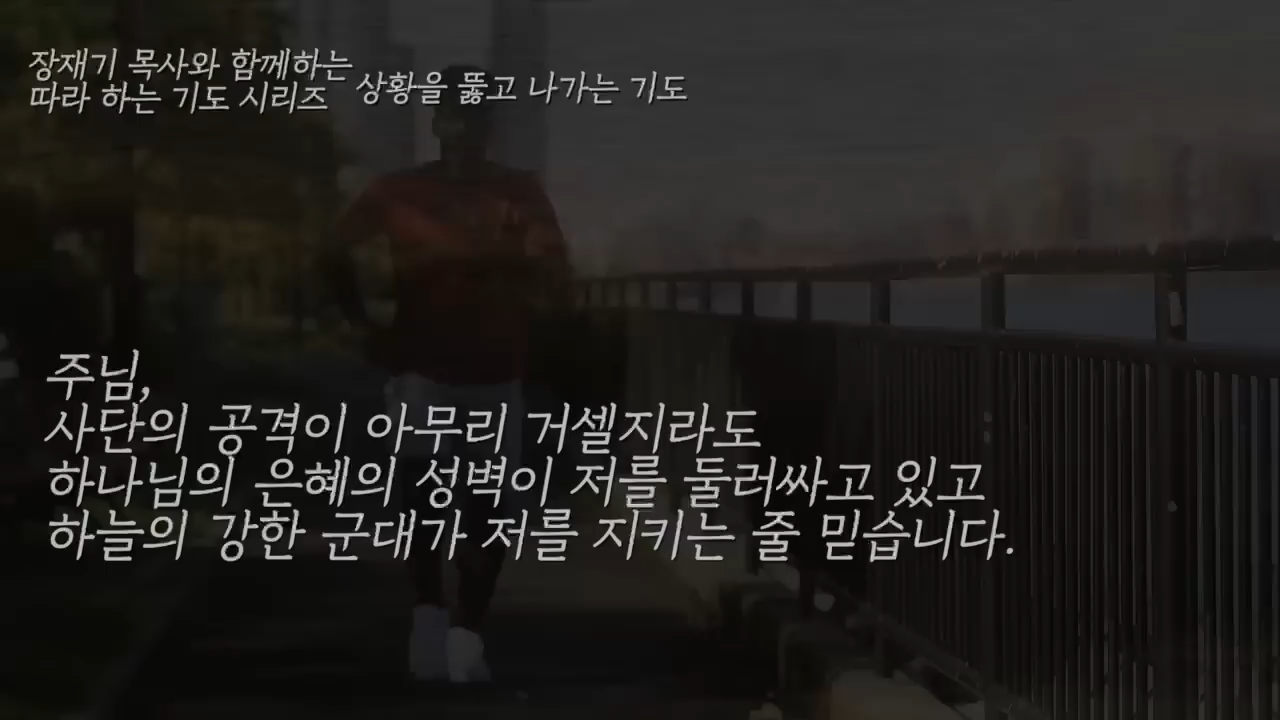 장재기 목사와 함께하는
따라 하는 기도 시리즈
상황을 뚫고 나가는 기도
주님,
사단의 공격이 아무리 거셀지라도
하나님의 은혜의 성벽이 저를 둘러싸고 있고
하늘의 강한 군대가 저를 지키는 줄 믿습니다.